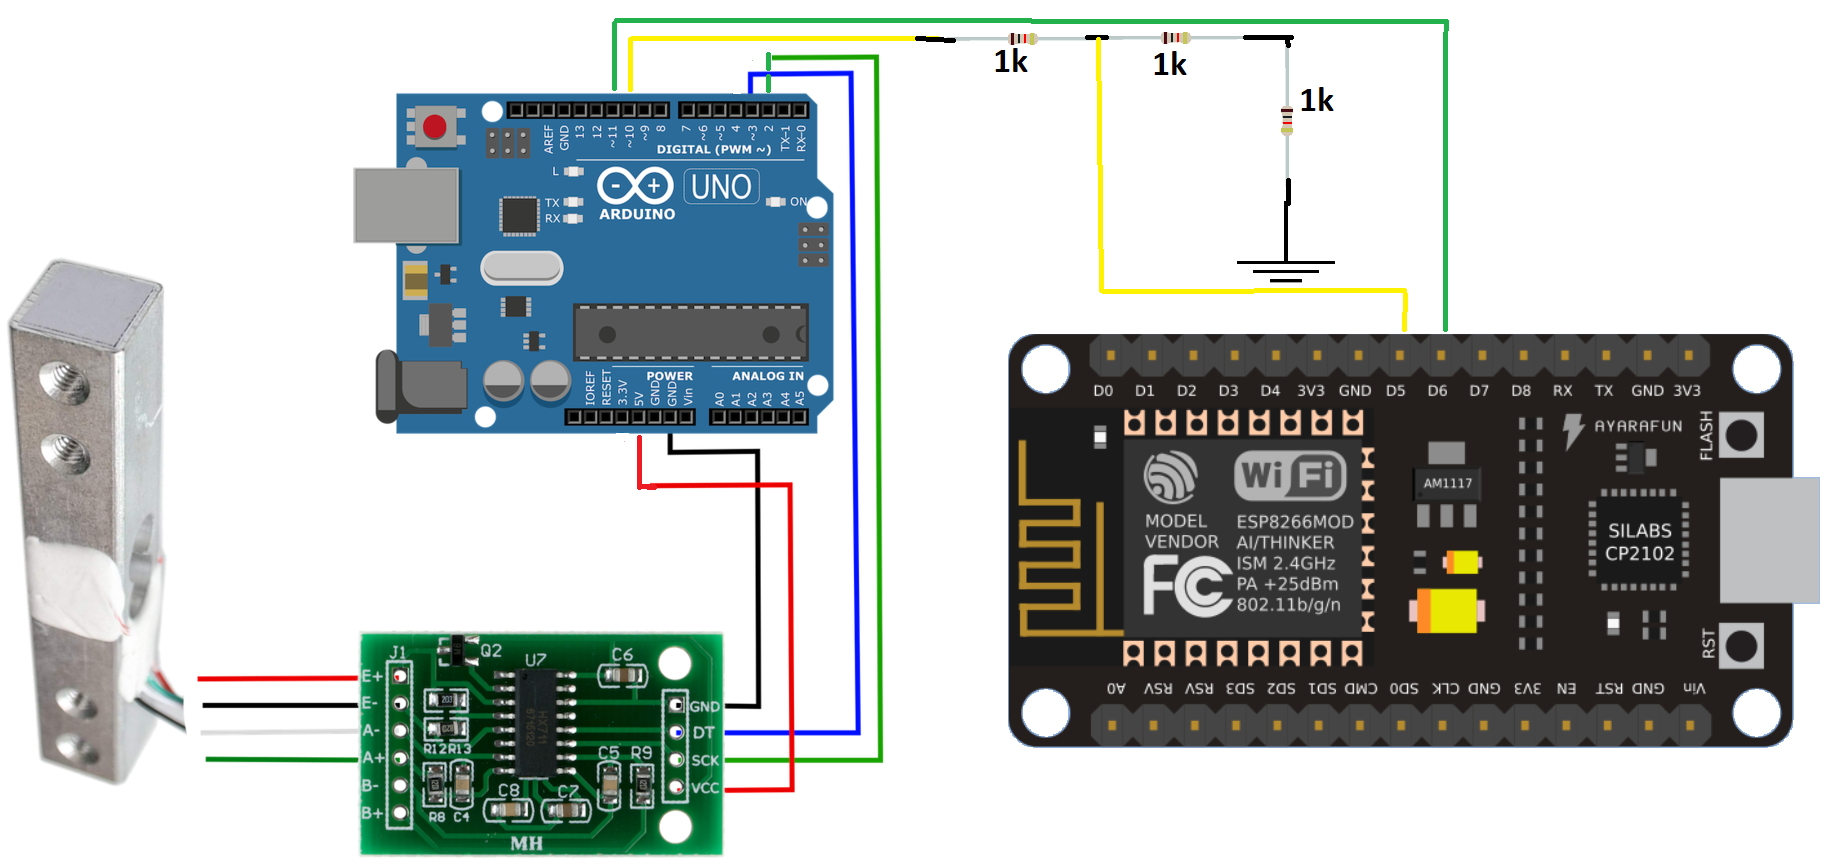 1k
1k
1k
AREF
GND
13
12
~11
~10
~9
8
7
~6
~5
4
~3
2
TX-1
RX-0
DIGITAL (PWM ~)
L
TX
RX
ARDUINO
UNO
ON
IOREF
RESET
3.3V
5V
GND
GND
Vin
POWER
ANALOG IN
A0
A1
A2
A3
A4
A5
D0 D1 D2 D3 D4 3V3 GND D5 D6 D7 D8 RX TX GND 3V3
AYARAFUN
FLASH
WiFi
AM1117
MODEL
VENDOR
FC
ESP8266MOD
AI/THINKER
ISM 2.4GHz
PA +25dBm
802.11b/g/n
SILABS
CP2102
RST
A0 RSV RSV SD3 SD2 SD1 CMD SD0 CLK GND 3V3 EN RST GND Vin
J1
Q2
U7
C6
E+
E-
A-
A+
B-
B+
R12 R13
R8 C4
C8
C7
C5 R9
HX711
GND
DT
SCK
VCC
MH